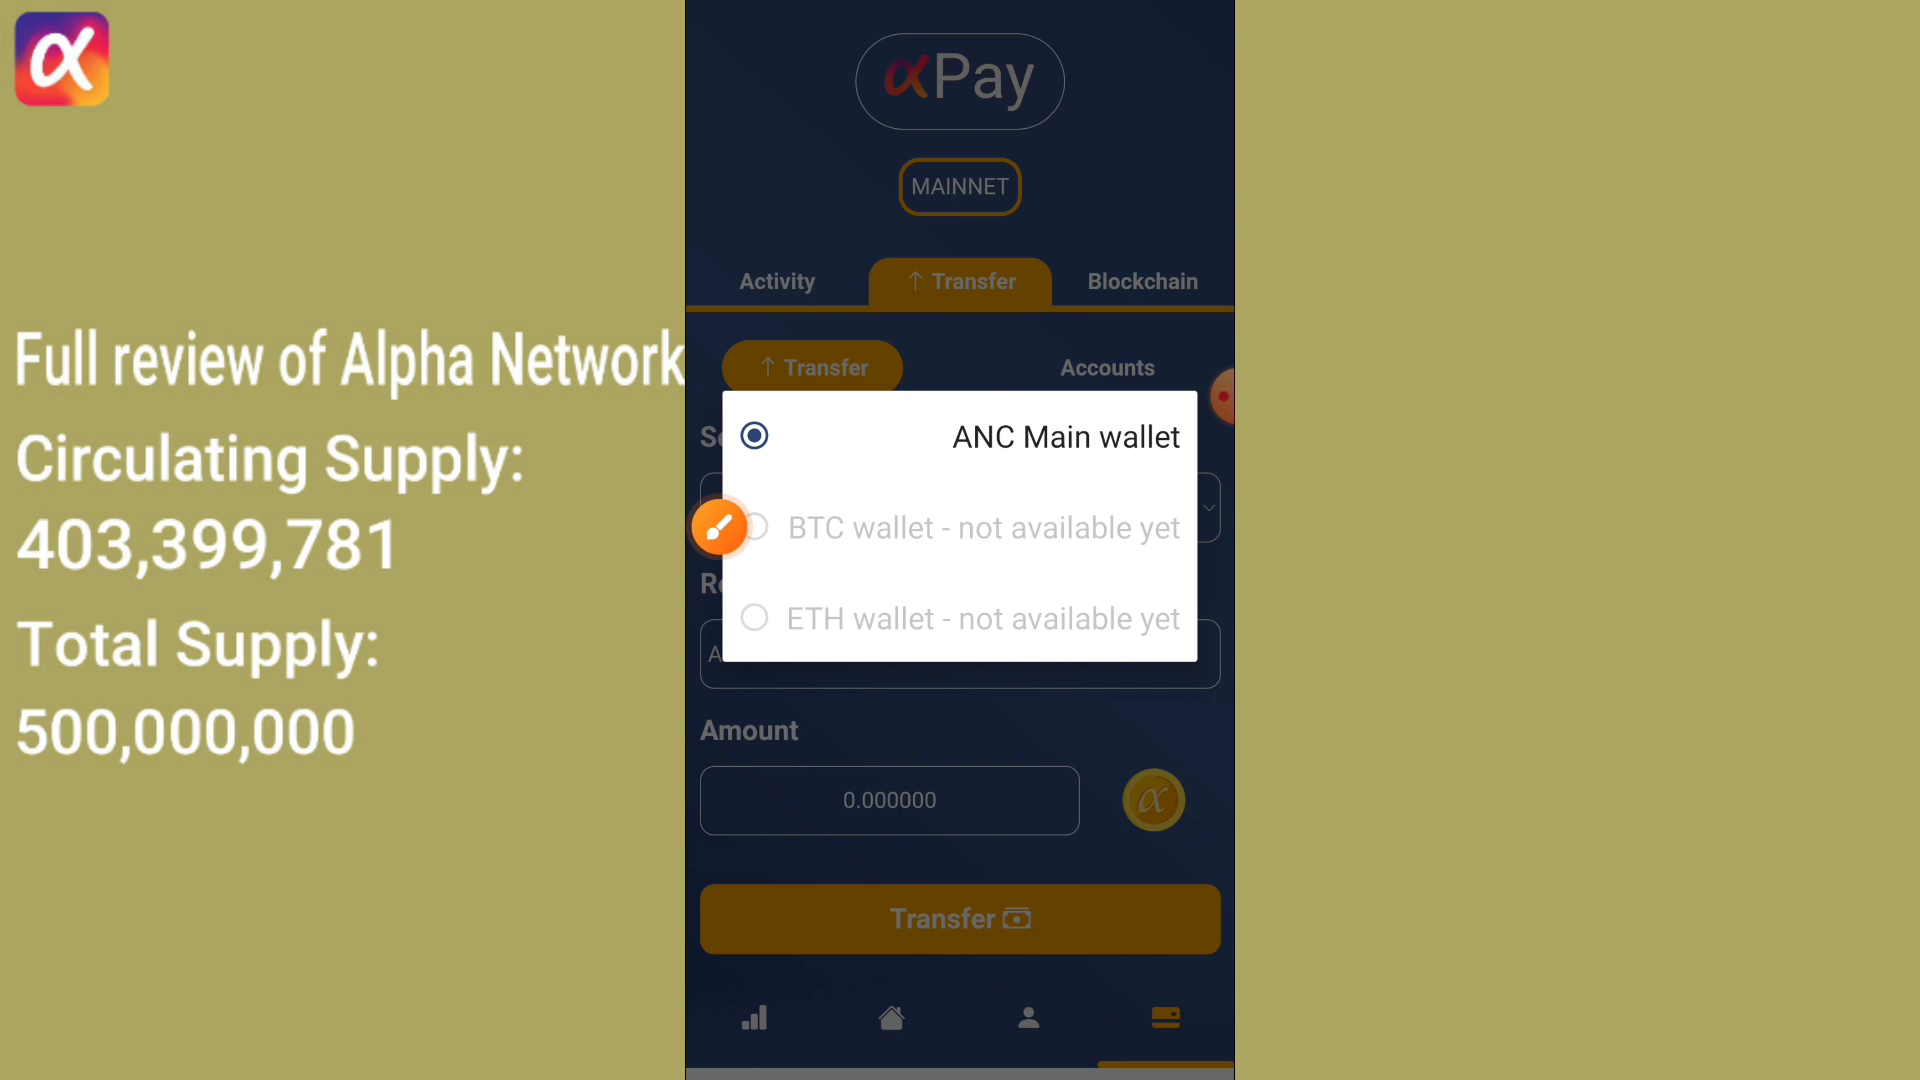 α
Full review of Alpha Network
Circulating Supply:
403,399,781
Total Supply:
500,000,000
αPay
MAINNET
Activity
↑ Transfer
Blockchain
↑ Transfer
Accounts
ANC Main wallet
BTC wallet - not available yet
ETH wallet - not available yet
Amount
0.000000
α
Transfer